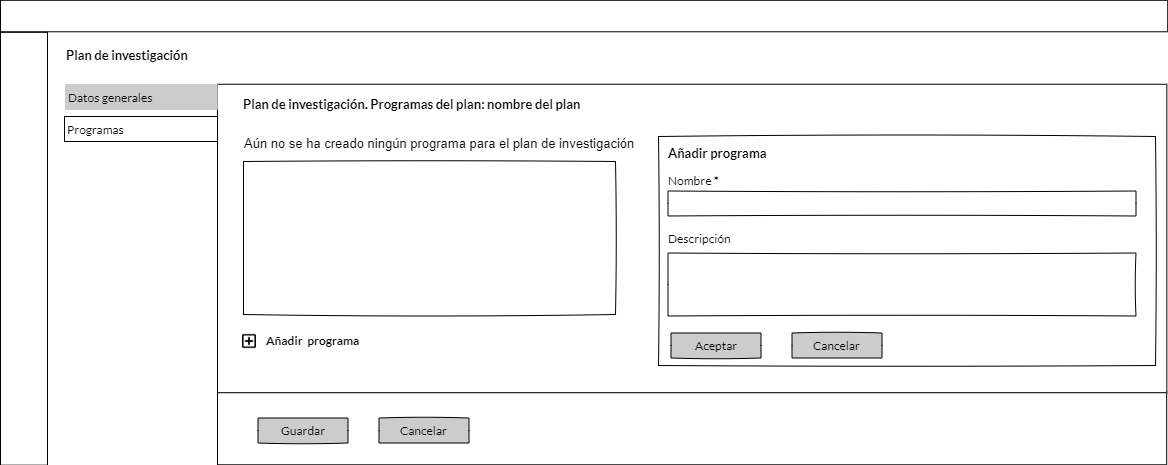 Plan de investigación
Datos generales
Programas
Plan de investigación. Programas del plan: nombre del plan
Aún no se ha creado ningún programa para el plan de investigación
Añadir programa
Añadir programa
Nombre *
Descripción
Aceptar
Cancelar
Guardar
Cancelar